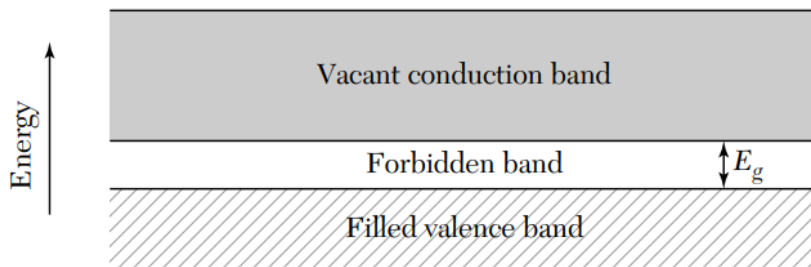 Energy
Vacant conduction band
Forbidden band
E_g
Filled valence band